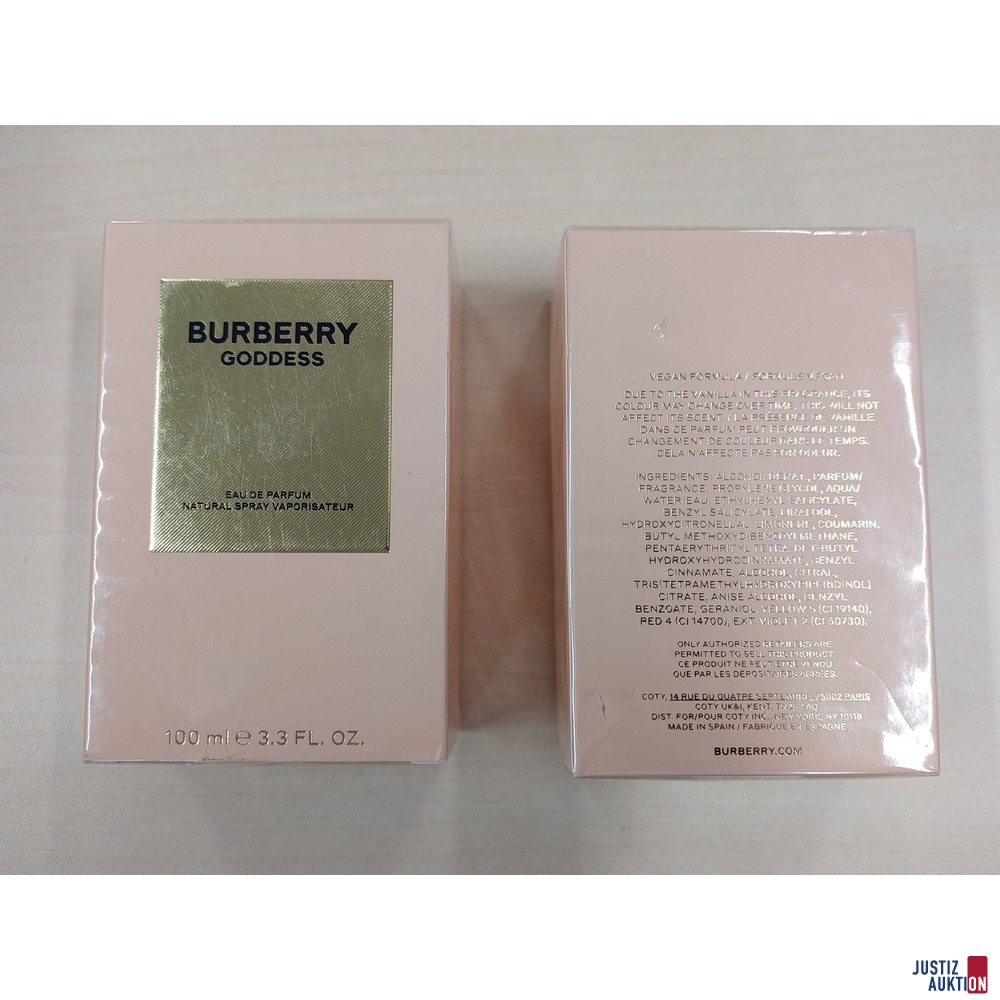 BURBERRY
GODDESS
EAU DE PARFUM
NATURAL SPRAY VAPORISATEUR
100 ml ℮ 3.3 FL. OZ.
VEGAN FORMULA / FORMULE VEGAN
DUE TO THE VANILLA IN THIS FRAGRANCE, ITS
COLOUR MAY CHANGE OVER TIME. THIS WILL NOT
AFFECT ITS SCENT / LA PRÉSENCE DE VANILLE
DANS CE PARFUM PEUT PROVOQUER UN
CHANGEMENT DE COULEUR DANS LE TEMPS.
CELA N'AFFECTE PAS SON ODEUR.
INGREDIENTS: ALCOHOL DENAT., PARFUM/
FRAGRANCE, PROPYLENE GLYCOL, AQUA/
WATER/EAU, ETHYLHEXYL SALICYLATE,
BENZYL SALICYLATE, LINALOOL,
HYDROXYCITRONELLAL, LIMONENE, COUMARIN,
BUTYL METHOXYDIBENZOYLMETHANE,
PENTAERYTHRITYL TETRA-DI-T-BUTYL
HYDROXYHYDROCINNAMATE, BENZYL
CINNAMATE, ALCOHOL, CITRAL,
TRIS(TETRAMETHYLHYDROXYPIPERIDINOL)
CITRATE, ANISE ALCOHOL, BENZYL
BENZOATE, GERANIOL, YELLOW 5 (CI 19140),
RED 4 (CI 14700), EXT. VIOLET 2 (CI 60730).
ONLY AUTHORIZED RETAILERS ARE
PERMITTED TO SELL THIS PRODUCT.
CE PRODUIT NE PEUT ÊTRE VENDU
QUE PAR LES DÉPOSITAIRES AGRÉÉS.
COTY, 14 RUE DU QUATRE SEPTEMBRE, 75002 PARIS
COTY UK&I, KENT, TN25 4AQ
DIST. FOR/POUR COTY INC., NEW YORK, NY 10118
MADE IN SPAIN / FABRIQUÉ EN ESPAGNE
BURBERRY.COM
JUSTIZ
AUKTION